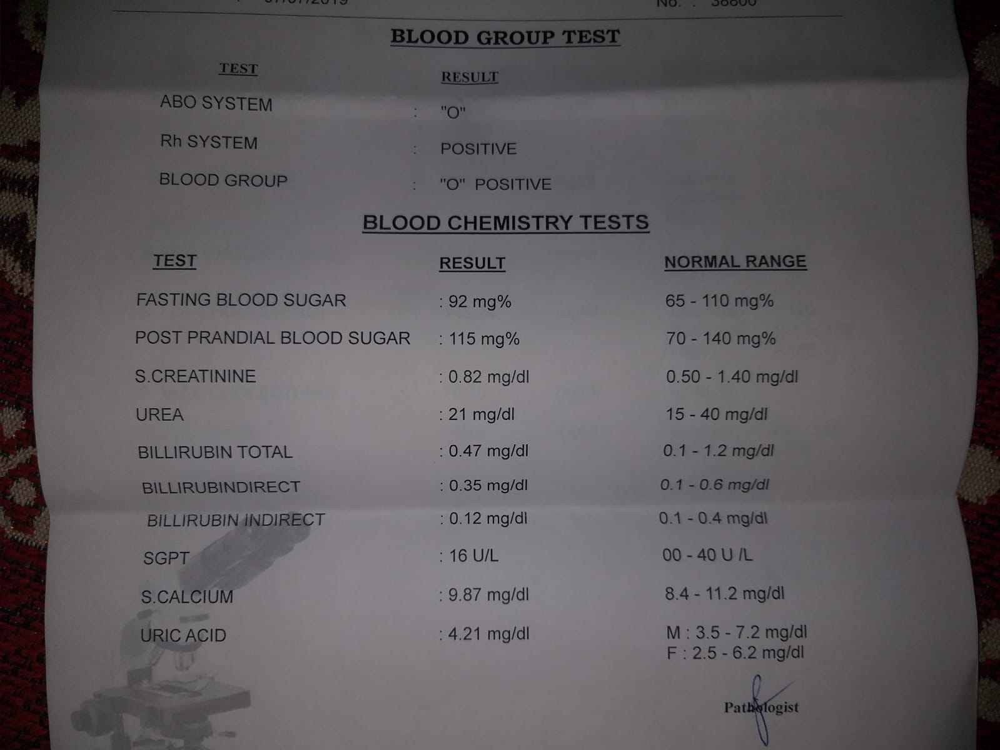 BLOOD GROUP TEST
TEST RESULT
ABO SYSTEM : "O"
Rh SYSTEM : POSITIVE
BLOOD GROUP : "O" POSITIVE
BLOOD CHEMISTRY TESTS
TEST RESULT NORMAL RANGE
FASTING BLOOD SUGAR : 92 mg% 65 - 110 mg%
POST PRANDIAL BLOOD SUGAR : 115 mg% 70 - 140 mg%
S.CREATININE : 0.82 mg/dl 0.50 - 1.40 mg/dl
UREA : 21 mg/dl 15 - 40 mg/dl
BILLIRUBIN TOTAL : 0.47 mg/dl 0.1 - 1.2 mg/dl
BILLIRUBINDIRECT : 0.35 mg/dl 0.1 - 0.6 mg/dl
BILLIRUBIN INDIRECT : 0.12 mg/dl 0.1 - 0.4 mg/dl
SGPT : 16 U/L 00 - 40 U /L
S.CALCIUM : 9.87 mg/dl 8.4 - 11.2 mg/dl
URIC ACID : 4.21 mg/dl M : 3.5 - 7.2 mg/dl
F : 2.5 - 6.2 mg/dl
Pathologist